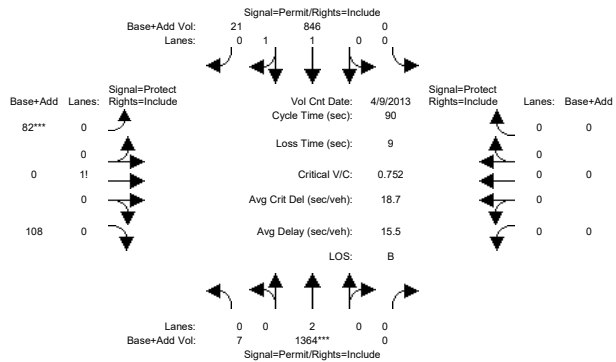 Signal=Permit/Rights=Include
Base+Add Vol: 21 846 0
Lanes: 0 1 1 0 0
Signal=Protect
Base+Add Lanes: Rights=Include
Vol Cnt Date: 4/9/2013
Signal=Protect
Rights=Include Lanes: Base+Add
Cycle Time (sec): 90
82*** 0
0 0
Loss Time (sec): 9
0
0
0 1!
Critical V/C: 0.752
0 0
0
Avg Crit Del (sec/veh): 18.7
0
108 0
Avg Delay (sec/veh): 15.5
0 0
LOS: B
Lanes: 0 0 2 0 0
Base+Add Vol: 7 1364*** 0
Signal=Permit/Rights=Include